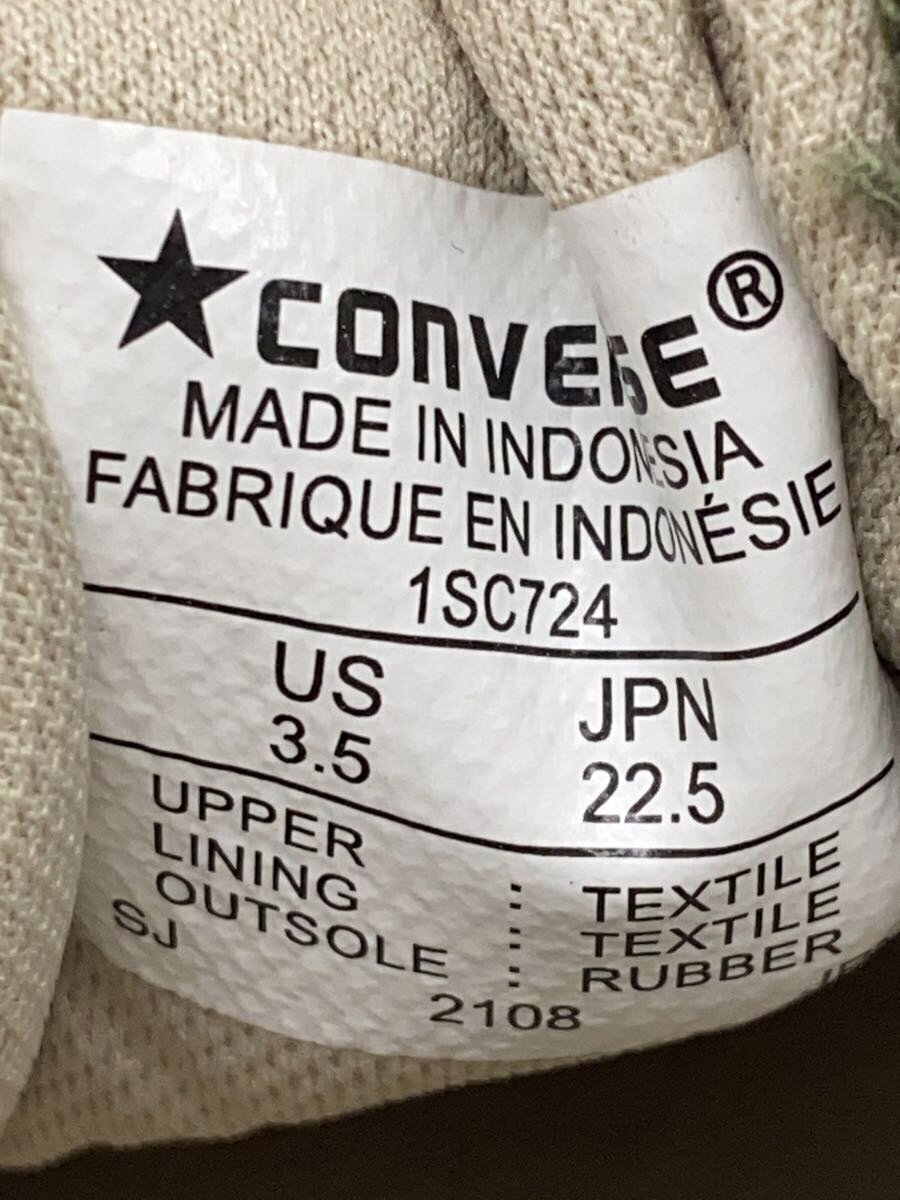 ★CONVERSE®
MADE IN INDONESIA
FABRIQUE EN INDONÉSIE
1SC724
US JPN
3.5 22.5
UPPER : TEXTILE
LINING : TEXTILE
OUTSOLE : RUBBER
SJ 2108